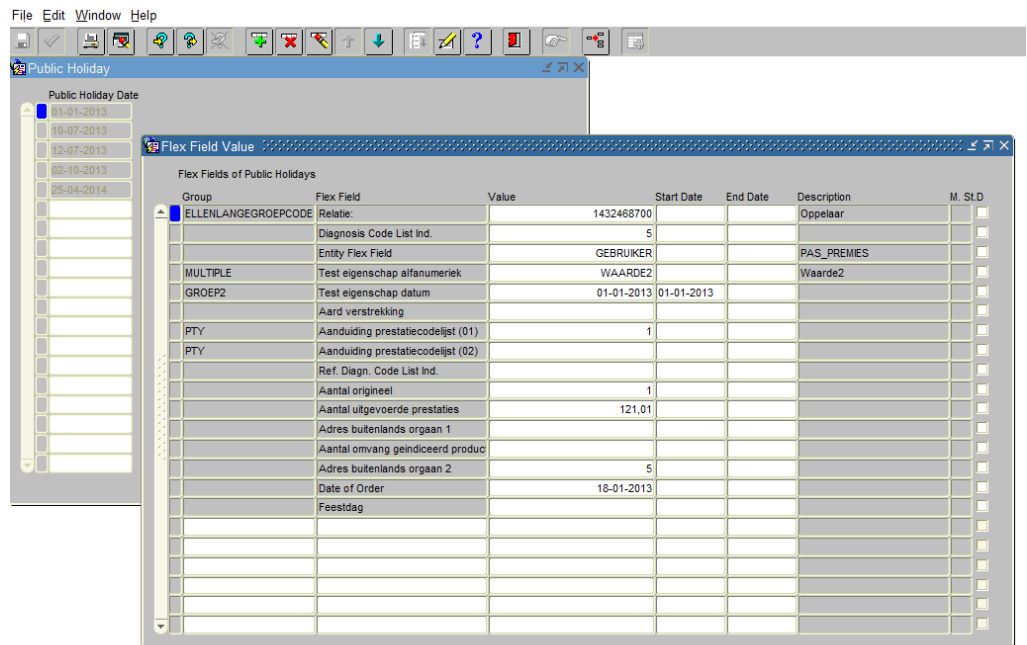 File Edit Window Help
Public Holiday
Public Holiday Date
01-01-2013
10-07-2013
12-07-2013
02-10-2013
25-04-2014
Flex Field Value
Flex Fields of Public Holidays
Group Flex Field Value Start Date End Date Description M. St.D
ELLENLANGEGROEPCODE Relatie: 1432468700 Oppelaar
Diagnosis Code List Ind. 5
Entity Flex Field GEBRUIKER PAS_PREMIES
MULTIPLE Test eigenschap alfanumeriek WAARDE2 Waarde2
GROEP2 Test eigenschap datum 01-01-2013 01-01-2013
Aard verstrekking
PTY Aanduiding prestatiecodelijst (01) 1
PTY Aanduiding prestatiecodelijst (02)
Ref. Diagn. Code List Ind.
Aantal origineel 1
Aantal uitgevoerde prestaties 121,01
Adres buitenlands orgaan 1
Aantal omvang geindiceerd produc
Adres buitenlands orgaan 2 5
Date of Order 18-01-2013
Feestdag